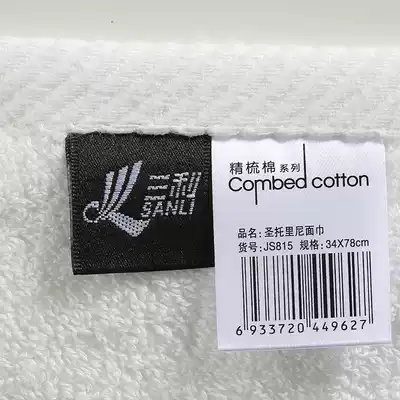 三利
SANLI
精梳棉 系列
Combed cotton
品名:圣托里尼面巾
货号:JS815 规格:34X78cm
6 933720 449627